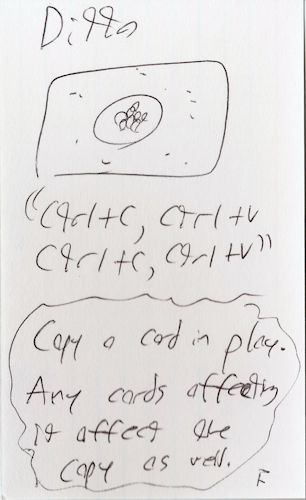 Ditto
"Ctrl+C, Ctrl+V
Ctrl+C, Ctrl+V"
Copy a card in play.
Any cards affecting
it affect the
copy as well.
F